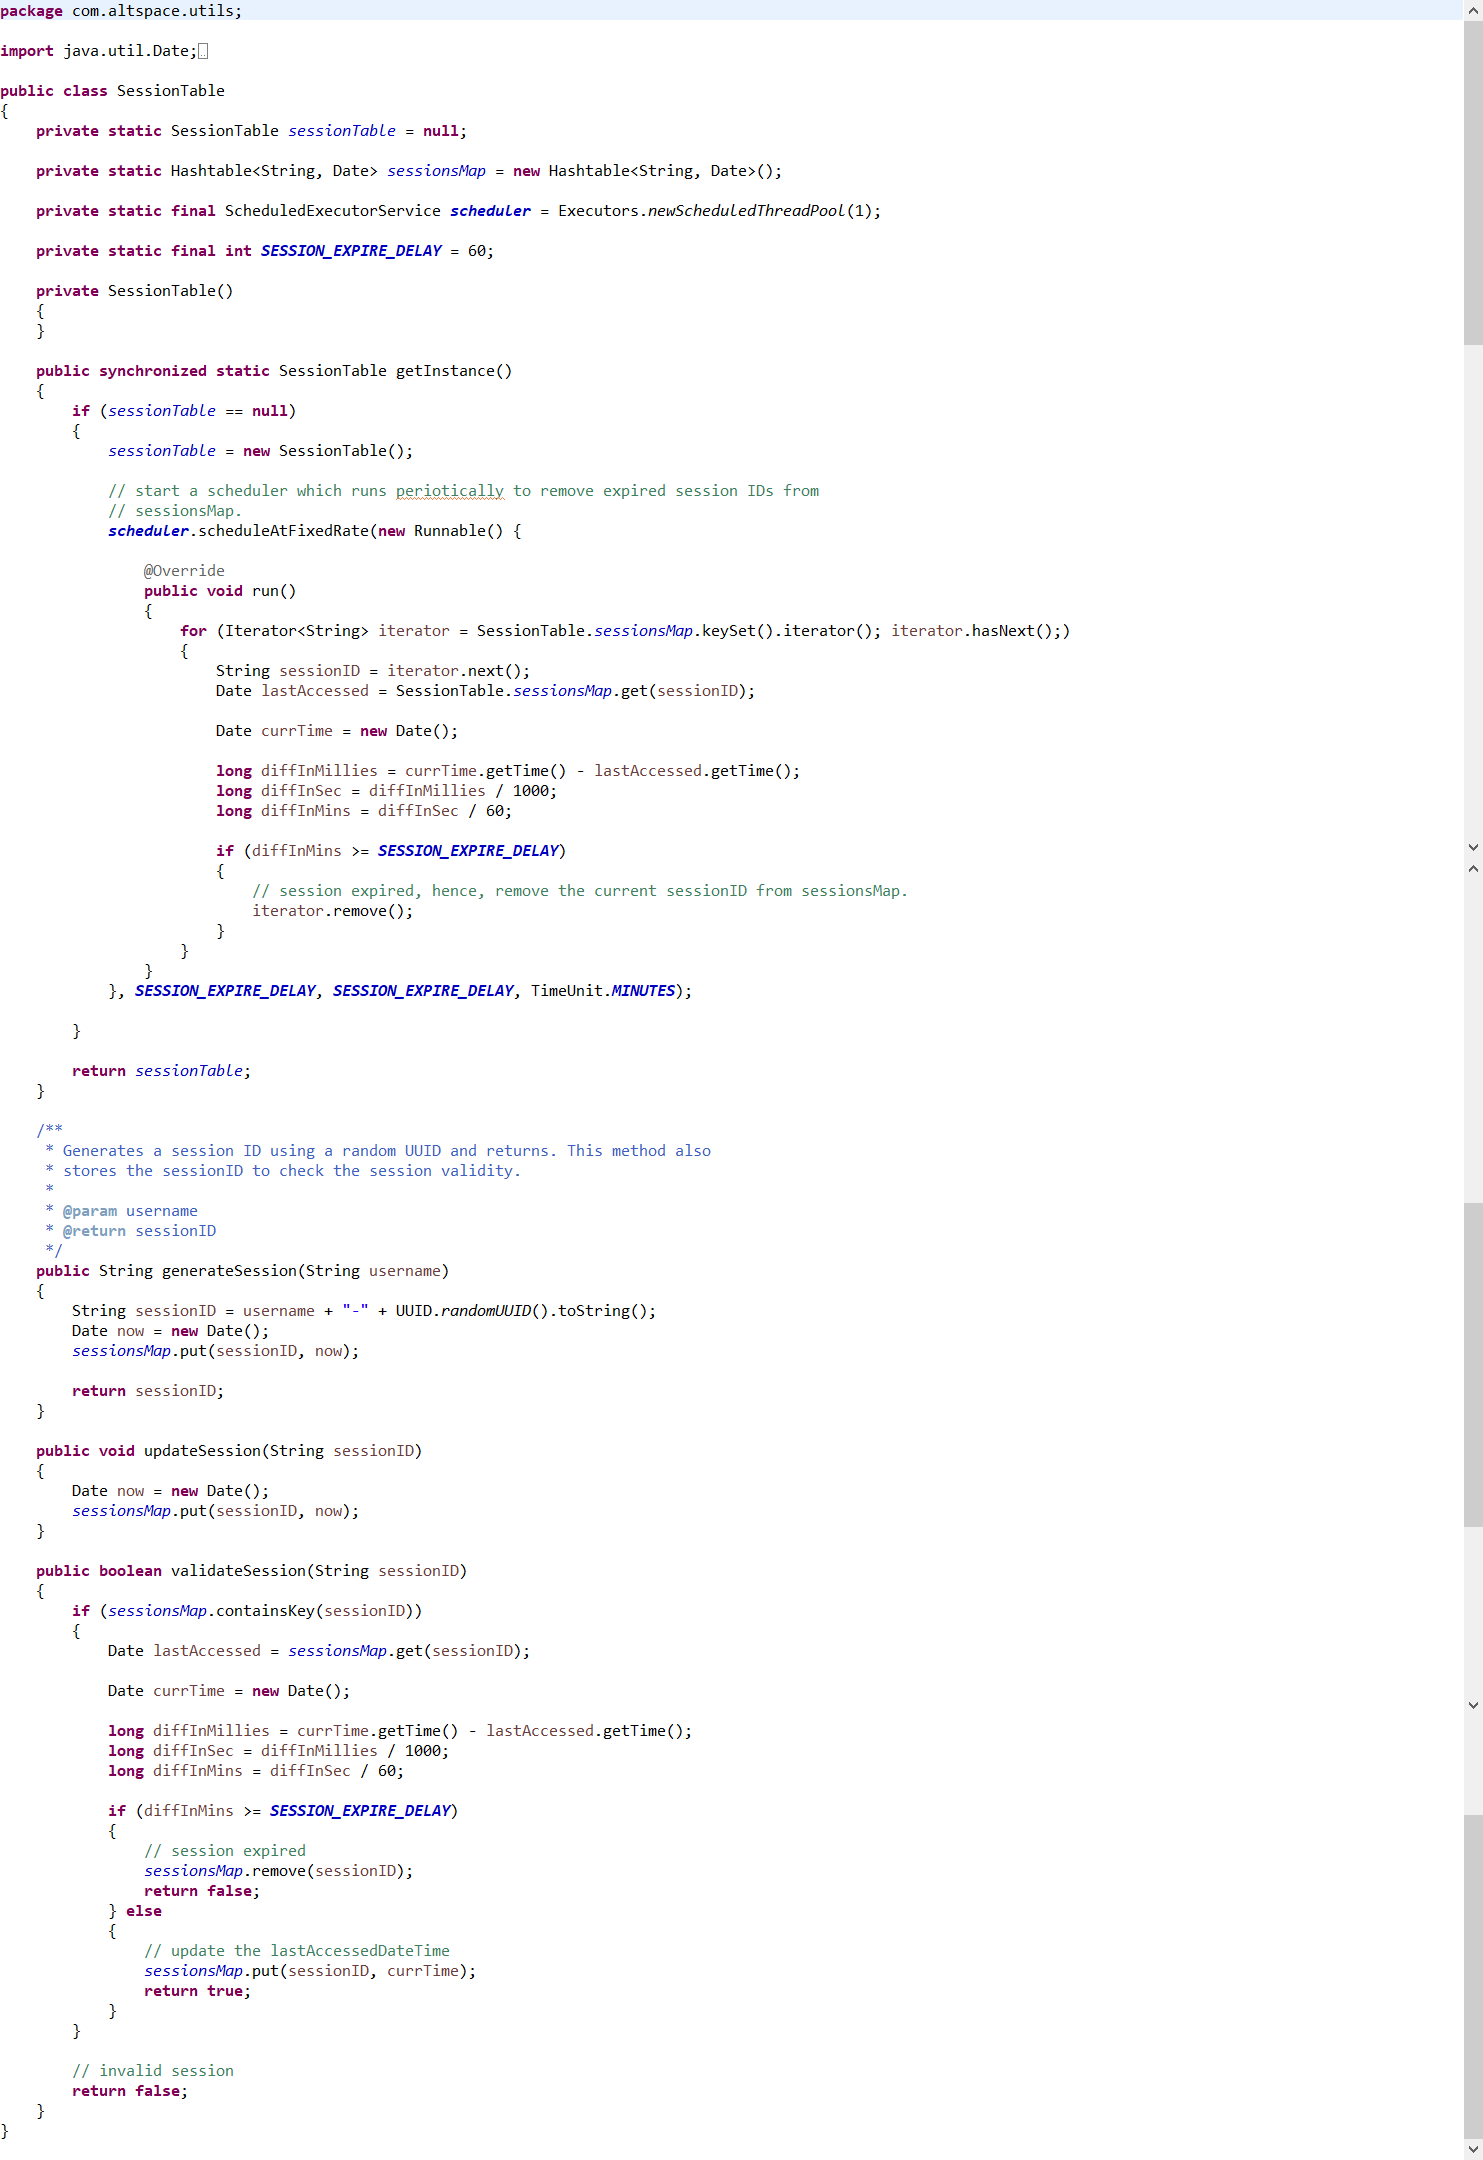 package com.altspace.utils;
import java.util.Date;
public class SessionTable
{
private static SessionTable sessionTable = null;
private static Hashtable<String, Date> sessionsMap = new Hashtable<String, Date>();
private static final ScheduledExecutorService scheduler = Executors.newScheduledThreadPool(1);
private static final int SESSION_EXPIRE_DELAY = 60;
private SessionTable()
{
}
public synchronized static SessionTable getInstance()
{
if (sessionTable == null)
{
sessionTable = new SessionTable();
// start a scheduler which runs periotically to remove expired session IDs from
// sessionsMap.
scheduler.scheduleAtFixedRate(new Runnable() {
@Override
public void run()
{
for (Iterator<String> iterator = SessionTable.sessionsMap.keySet().iterator(); iterator.hasNext();)
{
String sessionID = iterator.next();
Date lastAccessed = SessionTable.sessionsMap.get(sessionID);
Date currTime = new Date();
long diffInMillies = currTime.getTime() - lastAccessed.getTime();
long diffInSec = diffInMillies / 1000;
long diffInMins = diffInSec / 60;
if (diffInMins >= SESSION_EXPIRE_DELAY)
{
// session expired, hence, remove the current sessionID from sessionsMap.
iterator.remove();
}
}
}
}, SESSION_EXPIRE_DELAY, SESSION_EXPIRE_DELAY, TimeUnit.MINUTES);
}
return sessionTable;
}
/**
* Generates a session ID using a random UUID and returns. This method also
* stores the sessionID to check the session validity.
*
* @param username
* @return sessionID
*/
public String generateSession(String username)
{
String sessionID = username + "-" + UUID.randomUUID().toString();
Date now = new Date();
sessionsMap.put(sessionID, now);
return sessionID;
}
public void updateSession(String sessionID)
{
Date now = new Date();
sessionsMap.put(sessionID, now);
}
public boolean validateSession(String sessionID)
{
if (sessionsMap.containsKey(sessionID))
{
Date lastAccessed = sessionsMap.get(sessionID);
Date currTime = new Date();
long diffInMillies = currTime.getTime() - lastAccessed.getTime();
long diffInSec = diffInMillies / 1000;
long diffInMins = diffInSec / 60;
if (diffInMins >= SESSION_EXPIRE_DELAY)
{
// session expired
sessionsMap.remove(sessionID);
return false;
} else
{
// update the lastAccessedDateTime
sessionsMap.put(sessionID, currTime);
return true;
}
}
// invalid session
return false;
}
}